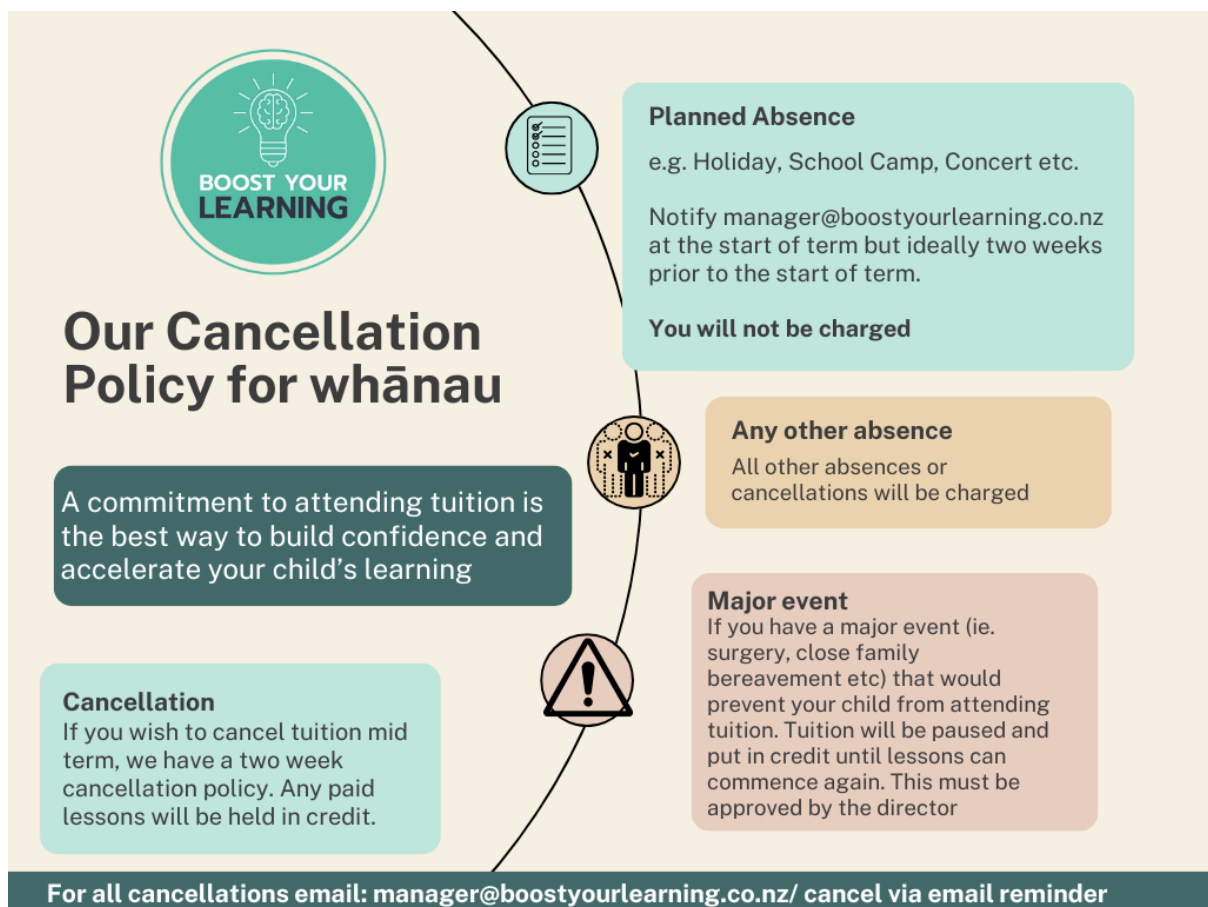 BOOST YOUR
LEARNING
Our Cancellation
Policy for whānau
A commitment to attending tuition is
the best way to build confidence and
accelerate your child’s learning
Cancellation
If you wish to cancel tuition mid
term, we have a two week
cancellation policy. Any paid
lessons will be held in credit.
Planned Absence
e.g. Holiday, School Camp, Concert etc.
Notify manager@boostyourlearning.co.nz
at the start of term but ideally two weeks
prior to the start of term.
You will not be charged
Any other absence
All other absences or
cancellations will be charged
Major event
If you have a major event (ie.
surgery, close family
bereavement etc) that would
prevent your child from attending
tuition. Tuition will be paused and
put in credit until lessons can
commence again. This must be
approved by the director
For all cancellations email: manager@boostyourlearning.co.nz/ cancel via email reminder